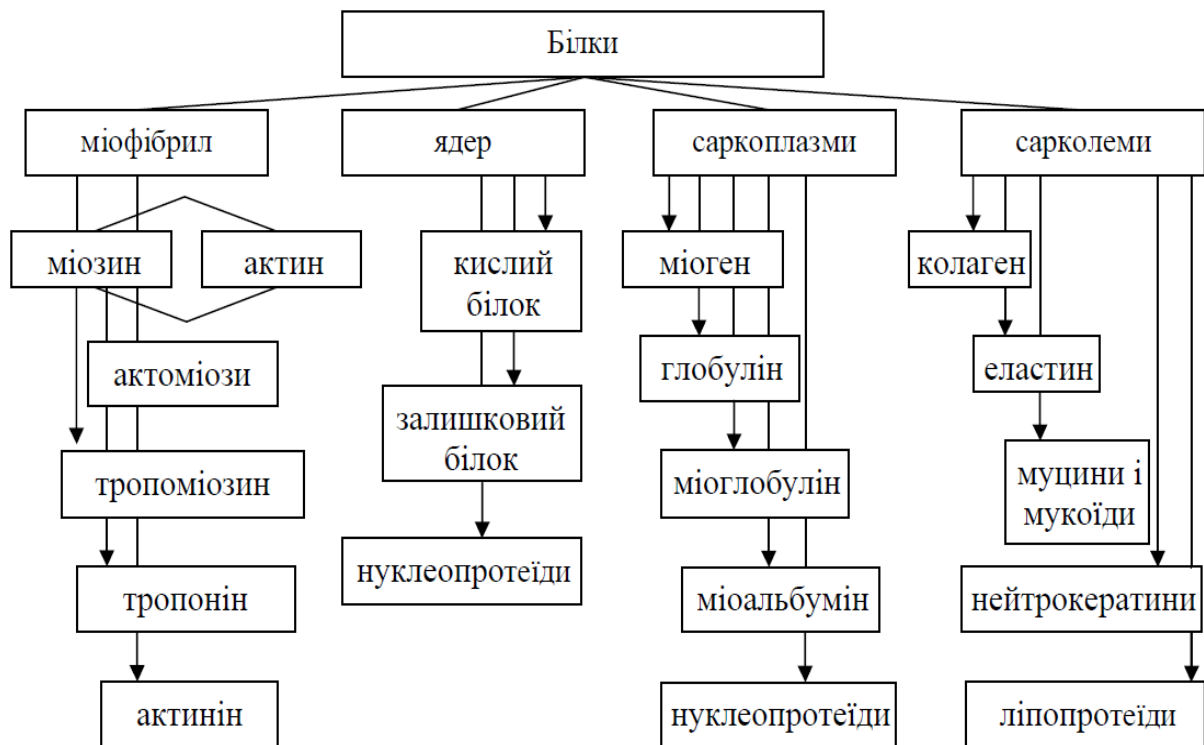 Білки
міофібрил
ядер
саркоплазми
сарколеми
міозин
актин
актоміози
тропоміозин
тропонін
актинін
кислий
білок
залишковий
білок
нуклеопротеїди
міоген
глобулін
міоглобулін
міоальбумін
нуклеопротеїди
колаген
еластин
муцини і
мукоїди
нейтрокератини
ліпопротеїди